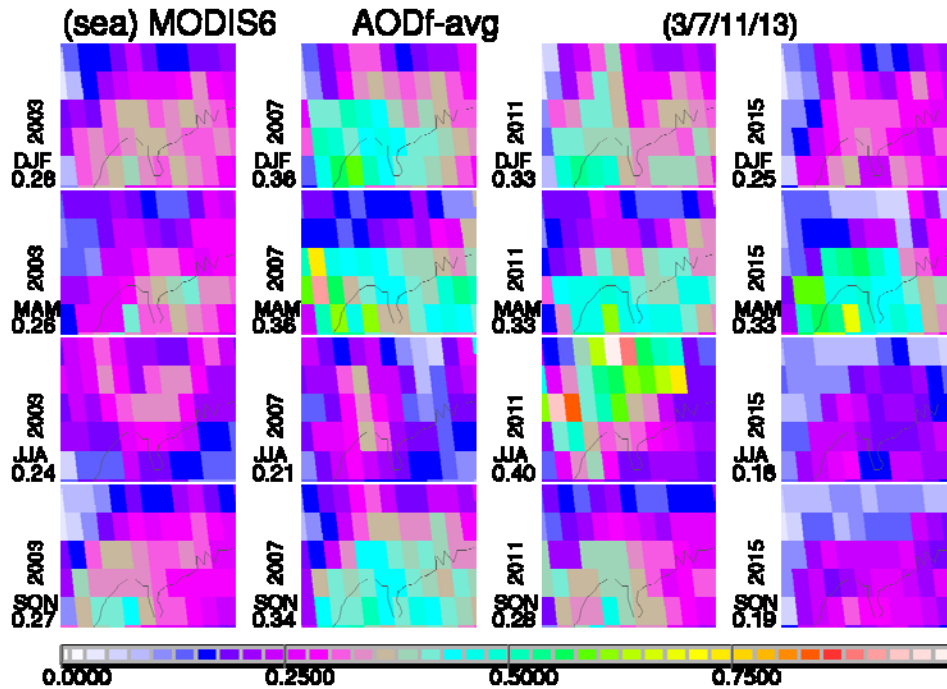 (sea) MODIS6 AODf-avg (3/7/11/13)
2003 2007 2011 2015
DJF DJF DJF DJF
0.28 0.36 0.33 0.25
2003 2007 2011 2015
MAM MAM MAM MAM
0.26 0.36 0.33 0.33
2003 2007 2011 2015
JJA JJA JJA JJA
0.24 0.21 0.40 0.18
2003 2007 2011 2015
SON SON SON SON
0.27 0.34 0.28 0.19
0.0000 0.2500 0.5000 0.7500